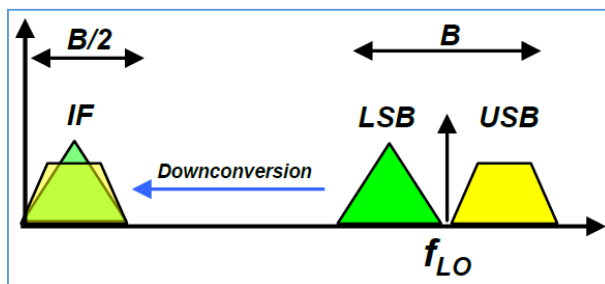 B/2
B
IF
LSB
USB
Downconversion
fLO